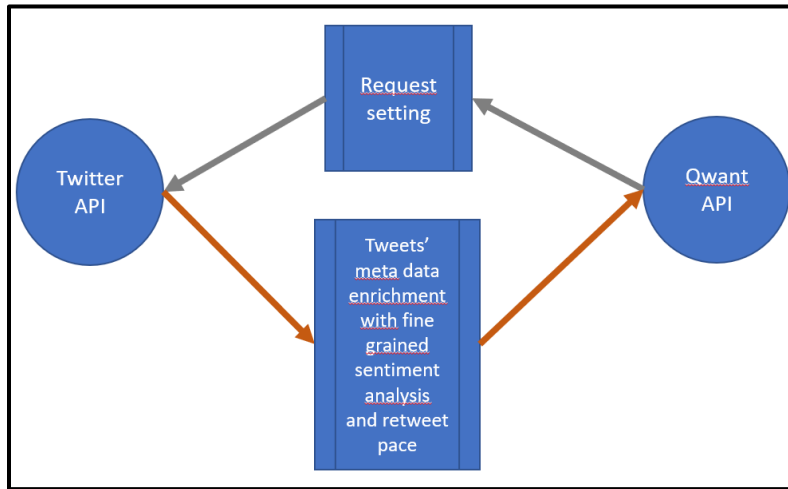 Request
setting
Twitter
API
Qwant
API
Tweets'
meta data
enrichment
with fine
grained
sentiment
analysis
and retweet
pace